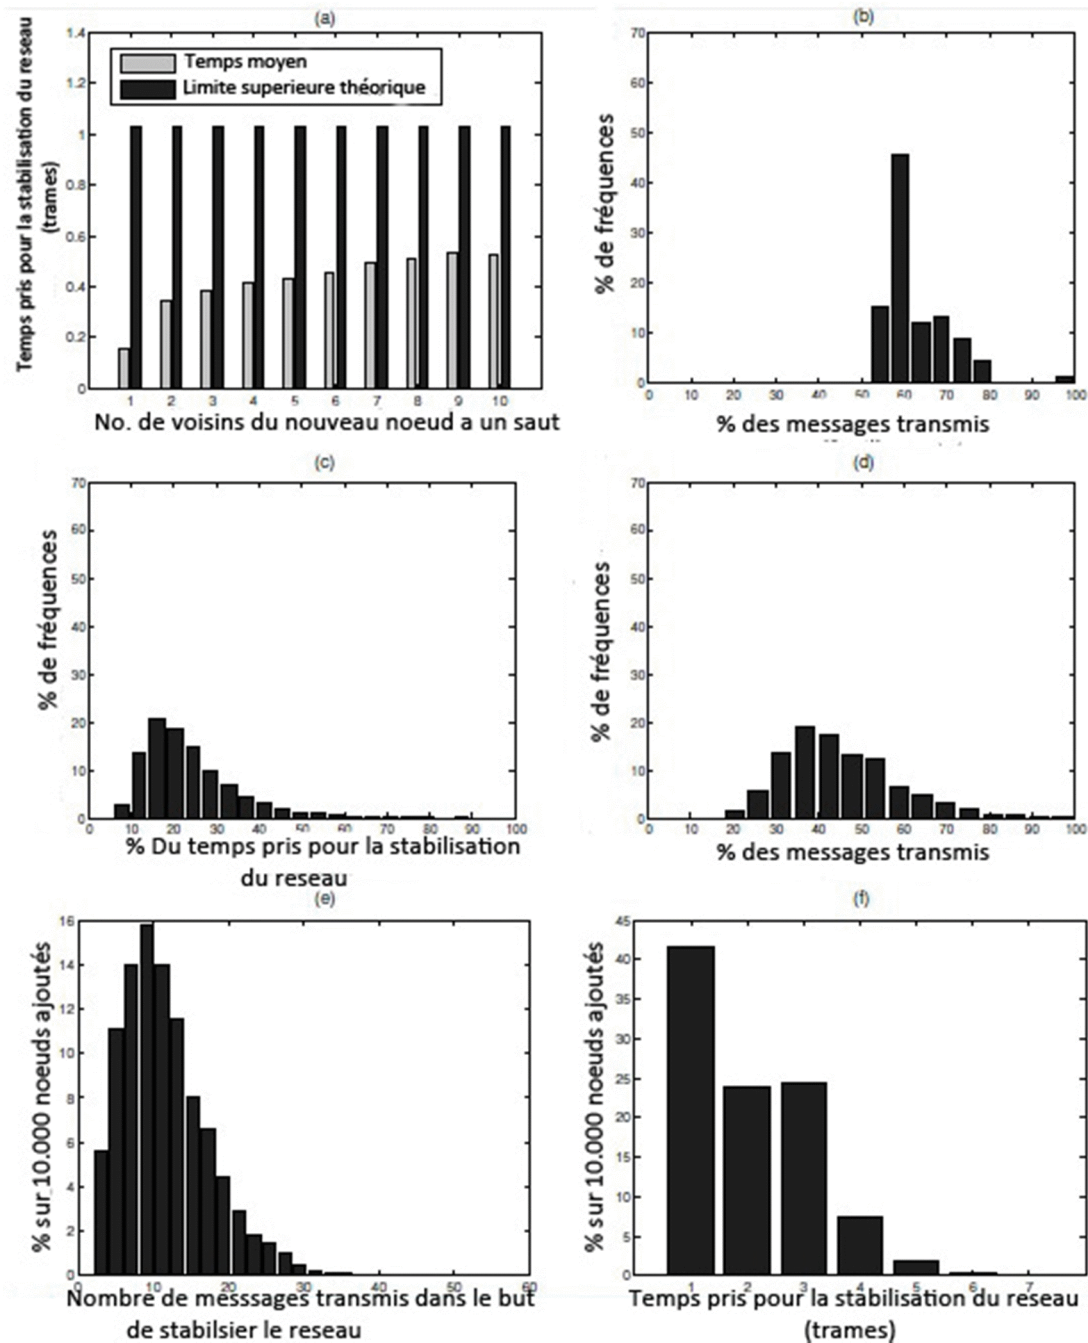 (a)
Temps pris pour la stabilisation du reseau
(trames)
1.4
1.2
1
0.8
0.6
0.4
0.2
0
Temps moyen
Limite superieure théorique
1 2 3 4 5 6 7 8 9 10
No. de voisins du nouveau noeud a un saut
(b)
% de fréquences
70
60
50
40
30
20
10
0
0 10 20 30 40 50 60 70 80 90 100
% des messages transmis
(c)
% de fréquences
70
60
50
40
30
20
10
0
0 10 20 30 40 50 60 70 80 90 100
% Du temps pris pour la stabilisation
du reseau
(d)
% de fréquences
70
60
50
40
30
20
10
0
0 10 20 30 40 50 60 70 80 90 100
% des messages transmis
(e)
% sur 10.000 noeuds ajoutés
16
14
12
10
8
6
4
2
0
0 10 20 30 40 50 60
Nombre de messsages transmis dans le but
de stabilsier le reseau
(f)
% sur 10.000 noeuds ajoutés
45
40
35
30
25
20
15
10
5
0
1 2 3 4 5 6 7
Temps pris pour la stabilisation du reseau
(trames)